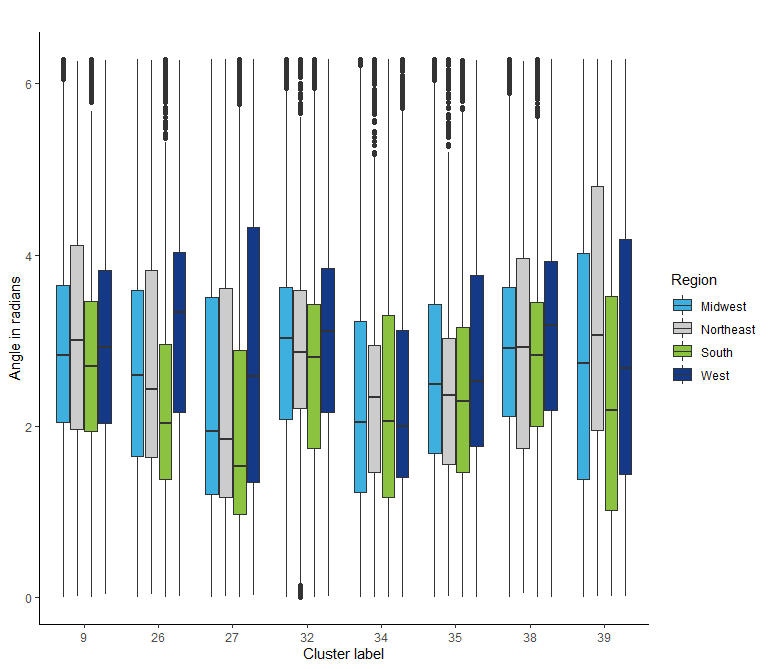 6
4
2
0
Angle in radians
9 26 27 32 34 35 38 39
Cluster label
Region
Midwest
Northeast
South
West